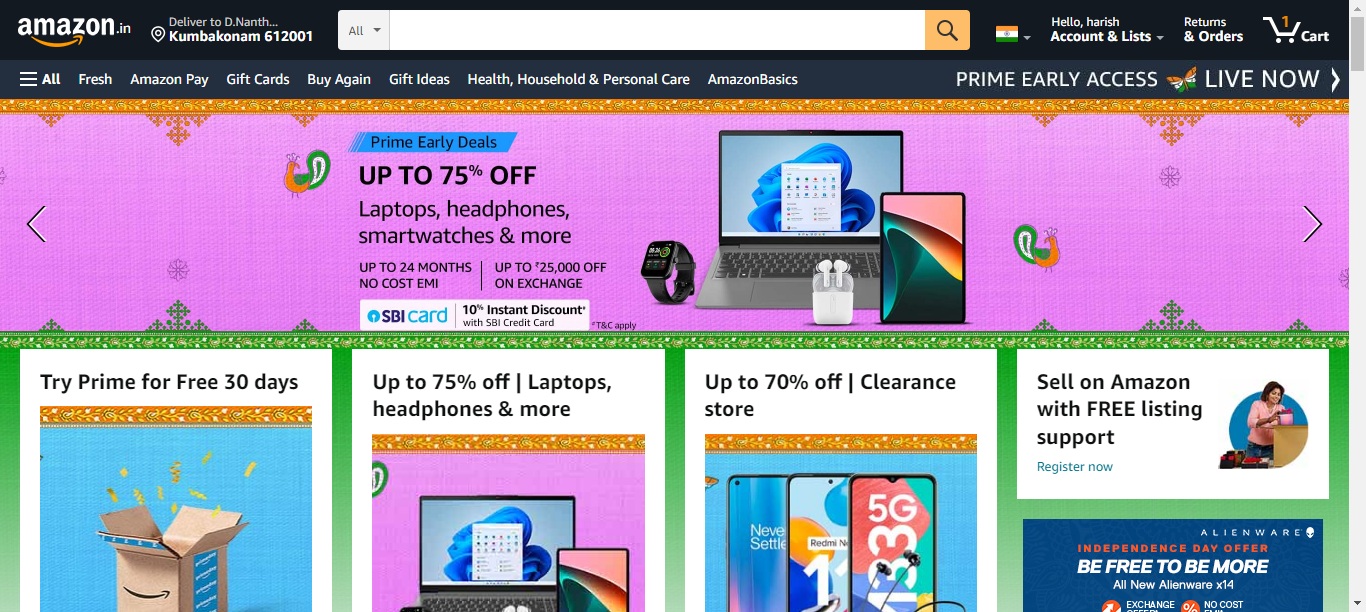 amazon.in
Deliver to D.Nanth...
Kumbakonam 612001
All
Hello, harish
Account & Lists
Returns
& Orders
1
Cart
All
Fresh
Amazon Pay
Gift Cards
Buy Again
Gift Ideas
Health, Household & Personal Care
AmazonBasics
PRIME EARLY ACCESS LIVE NOW
Prime Early Deals
UP TO 75% OFF
Laptops, headphones,
smartwatches & more
UP TO 24 MONTHS
NO COST EMI
UP TO ₹25,000 OFF
ON EXCHANGE
SBI card
10% Instant Discount*
with SBI Credit Card
#T&C apply
Try Prime for Free 30 days
Up to 75% off | Laptops,
headphones & more
Up to 70% off | Clearance
store
5G
Redmi
11
Sell on Amazon
with FREE listing
support
Register now
ALIENWARE
INDEPENDENCE DAY OFFER
BE FREE TO BE MORE
All New Alienware x14
EXCHANGE
NO COST